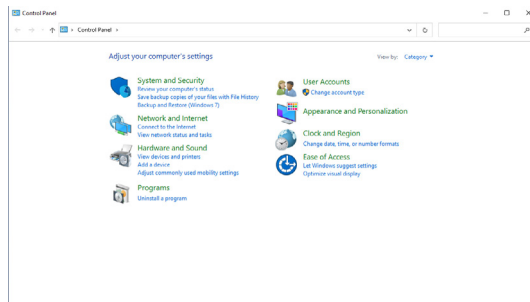 Control Panel
Control Panel
Adjust your computer's settings
View by: Category
System and Security
Review your computer's status
Save backup copies of your files with File History
Backup and Restore (Windows 7)
Network and Internet
Connect to the Internet
View network status and tasks
Hardware and Sound
View devices and printers
Add a device
Adjust commonly used mobility settings
Programs
Uninstall a program
User Accounts
Change account type
Appearance and Personalization
Clock and Region
Change date, time, or number formats
Ease of Access
Let Windows suggest settings
Optimize visual display